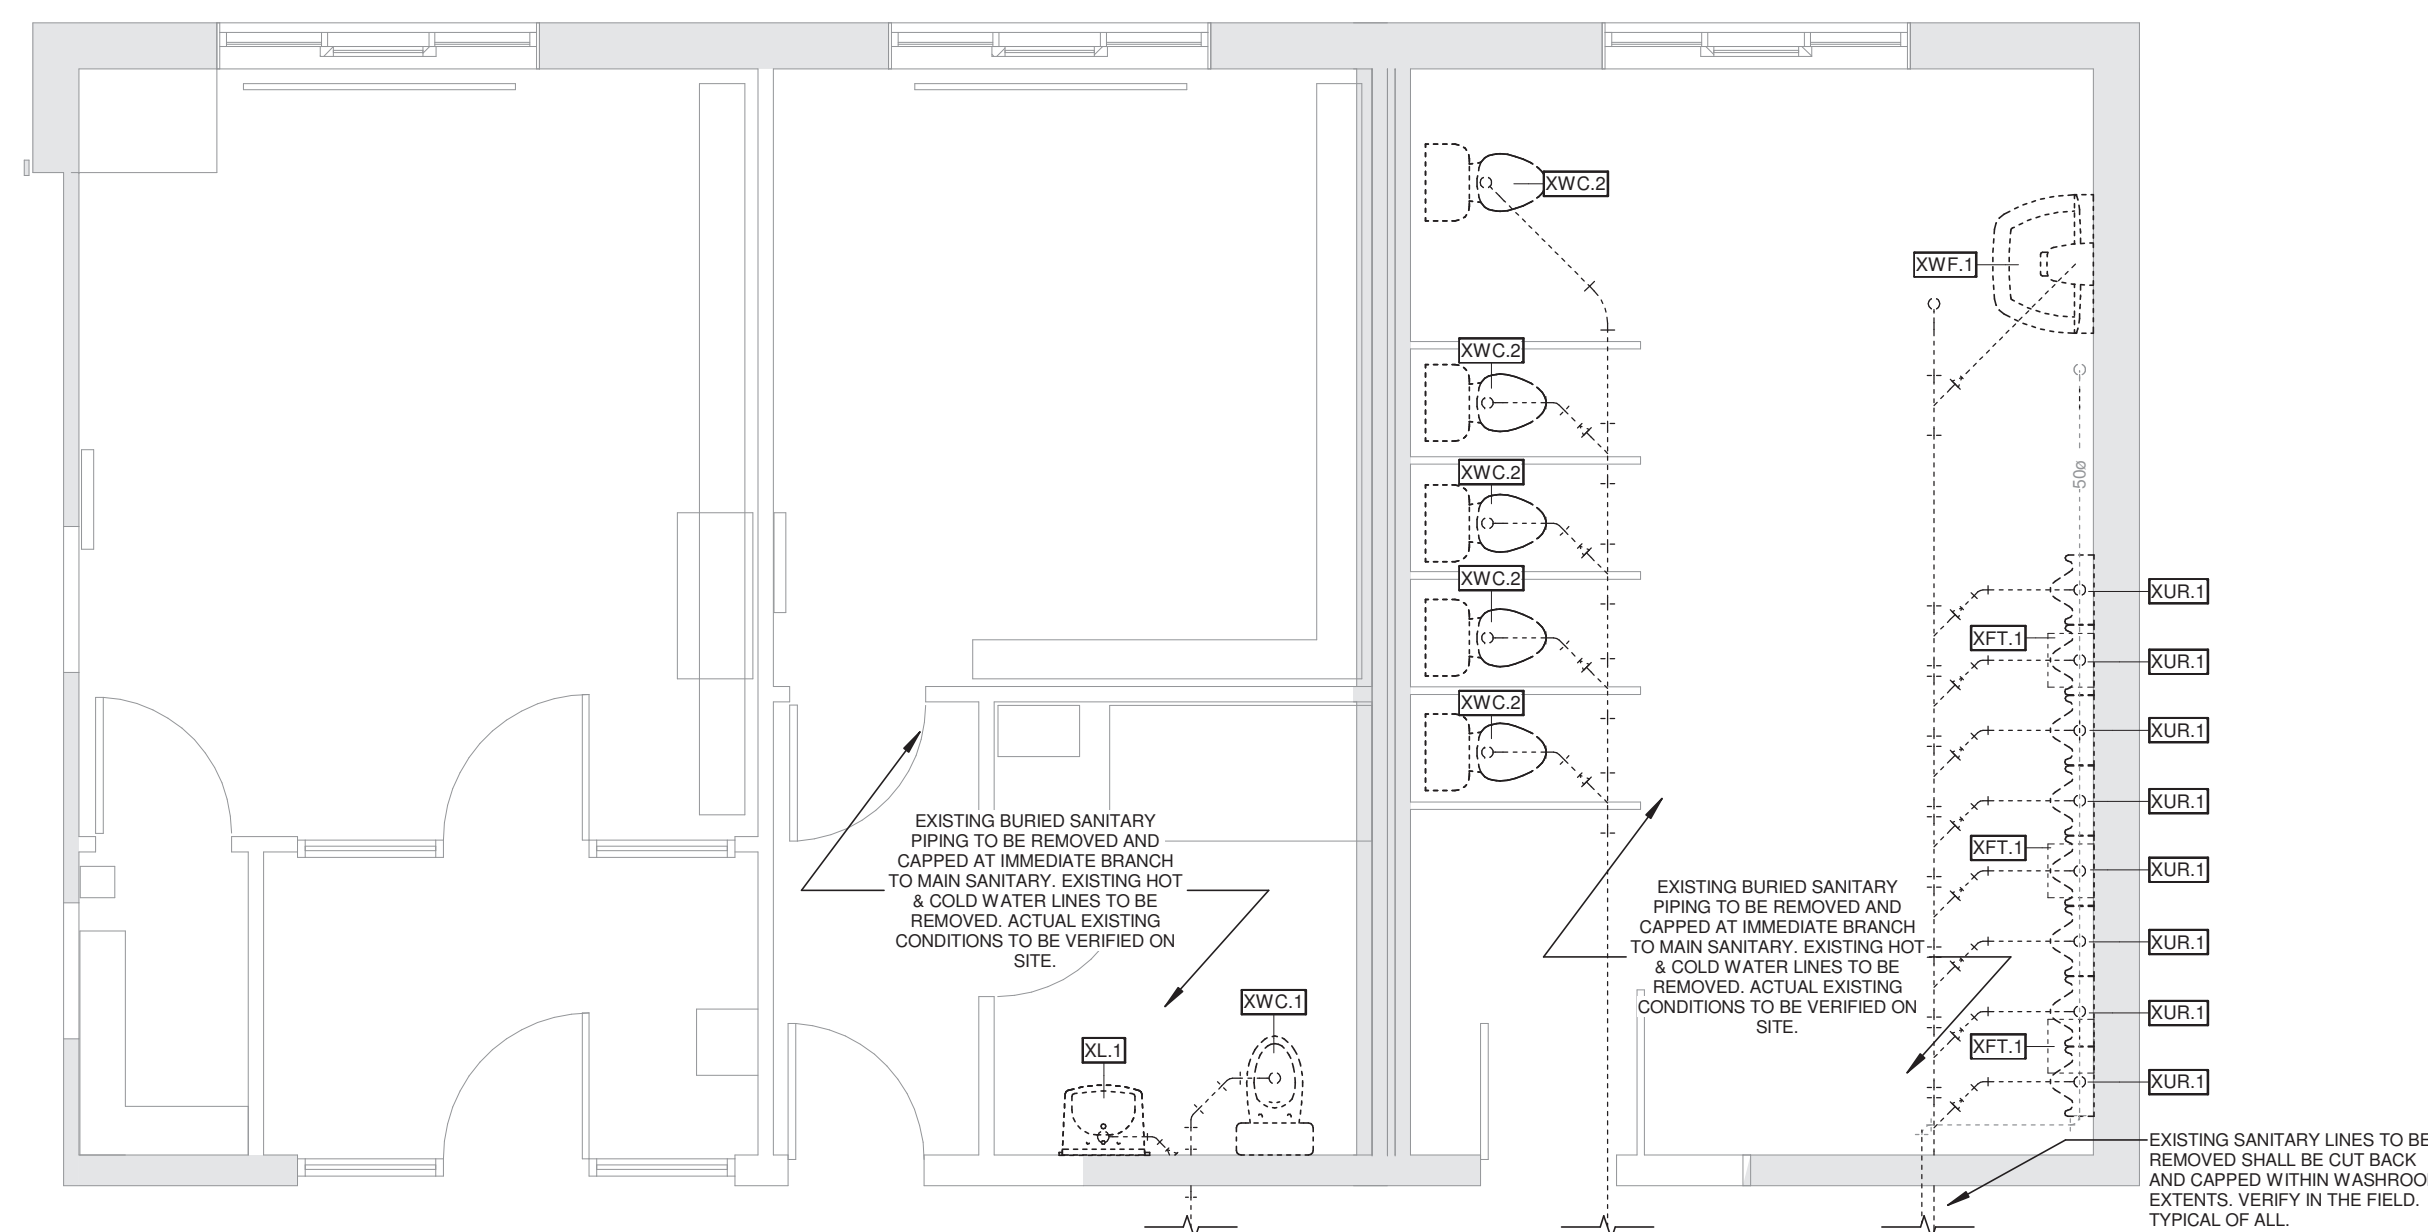 XWC.2
XWF.1
XWC.2
XWC.2
50ø
XWC.2
XUR.1
XFT.1
XUR.1
XWC.2
XUR.1
XUR.1
XFT.1
XUR.1
EXISTING BURIED SANITARY
PIPING TO BE REMOVED AND
CAPPED AT IMMEDIATE BRANCH
TO MAIN SANITARY. EXISTING HOT
& COLD WATER LINES TO BE
REMOVED. ACTUAL EXISTING
CONDITIONS TO BE VERIFIED ON
SITE.
EXISTING BURIED SANITARY
PIPING TO BE REMOVED AND
CAPPED AT IMMEDIATE BRANCH
TO MAIN SANITARY. EXISTING HOT
& COLD WATER LINES TO BE
REMOVED. ACTUAL EXISTING
CONDITIONS TO BE VERIFIED ON
SITE.
XUR.1
XWC.1
XUR.1
XL.1
XFT.1
XUR.1
EXISTING SANITARY LINES TO BE
REMOVED SHALL BE CUT BACK
AND CAPPED WITHIN WASHROO
EXTENTS. VERIFY IN THE FIELD.
TYPICAL OF ALL.